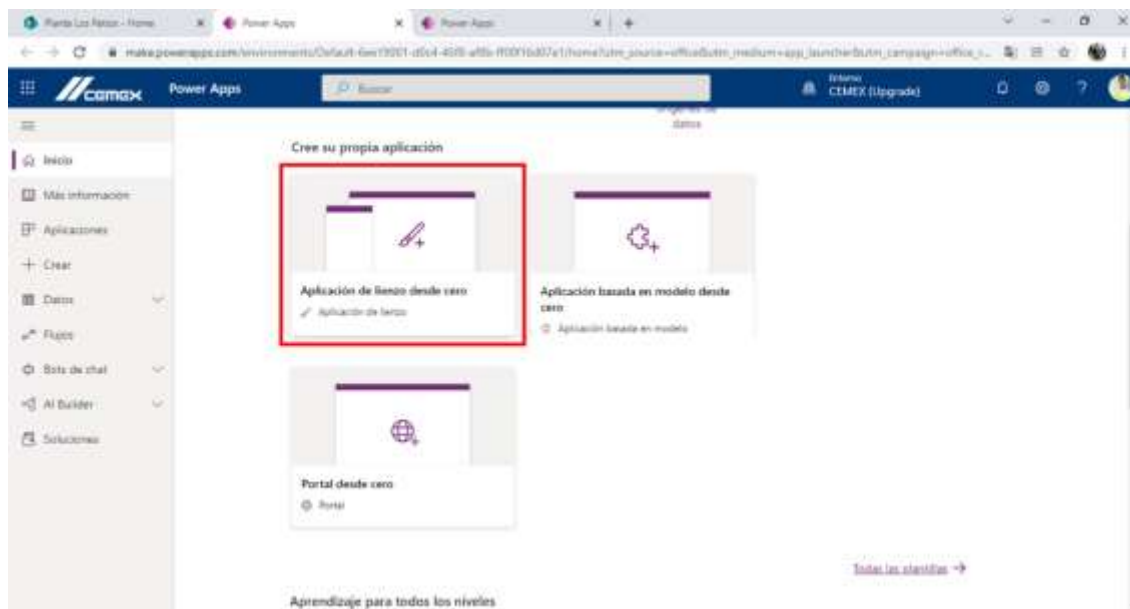 Power Apps
Power Apps
CEMEX
Power Apps
Buscar
Entorno
CEMEX (Upgrade)
datos
Inicio
Más información
Aplicaciones
Crear
Datos
Flujos
Bots de chat
AI Builder
Soluciones
Cree su propia aplicación
Aplicación de lienzo desde cero
Aplicación de lienzo
Aplicación basada en modelo desde
cero
Aplicación basada en modelo
Portal desde cero
Portal
Todas las plantillas
Aprendizaje para todos los niveles